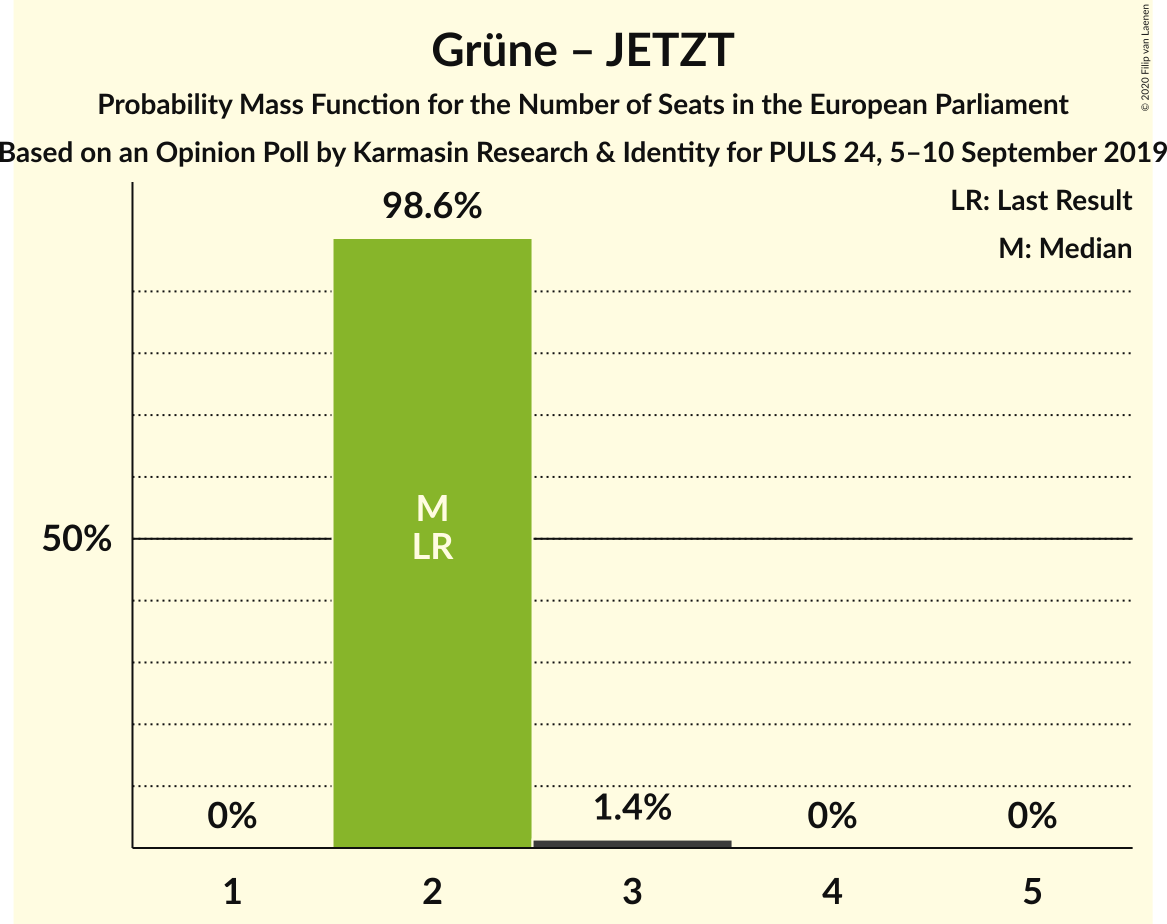 Grüne – JETZT
Probability Mass Function for the Number of Seats in the European Parliament
Based on an Opinion Poll by Karmasin Research & Identity for PULS 24, 5–10 September 2019
© 2020 Filip van Laenen
LR: Last Result
M: Median
98.6%
M
LR
50%
0%
1.4%
0%
0%
1
2
3
4
5